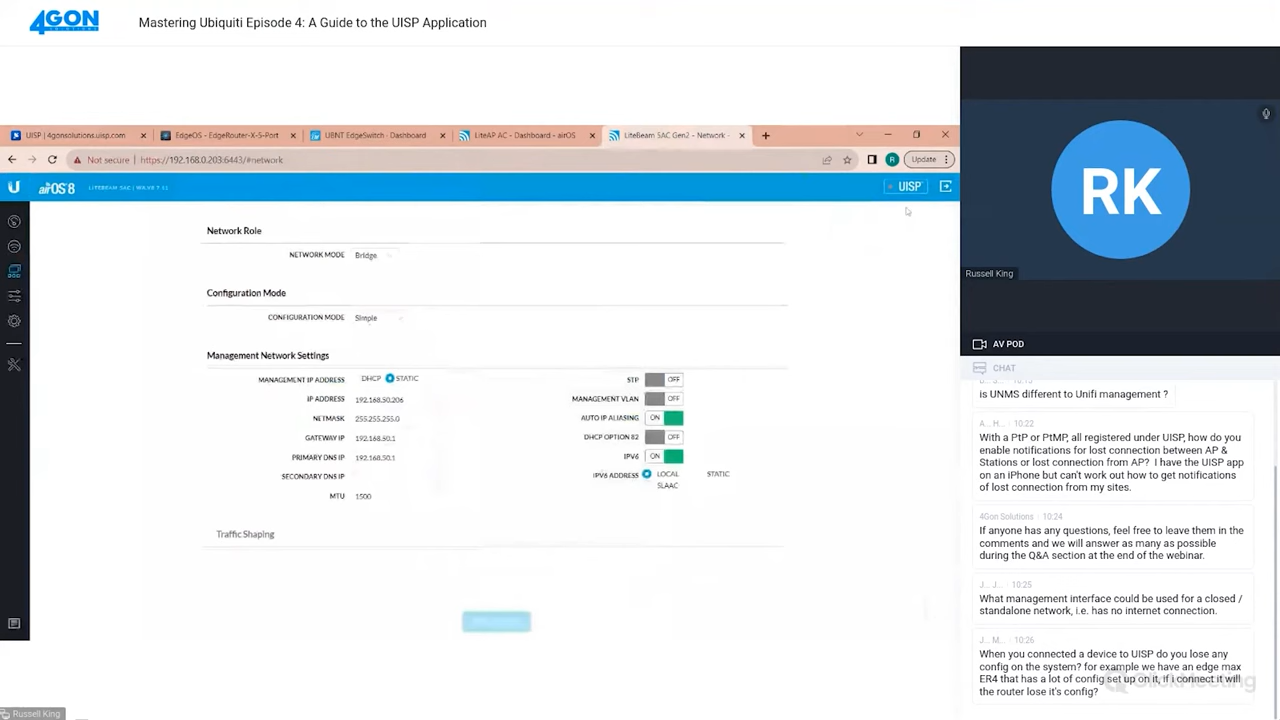 4GON
SOLUTIONS
Mastering Ubiquiti Episode 4: A Guide to the UISP Application
UISP | 4gonsolutions.uisp.com
EdgeOS - EdgeRouter-X-5-Port
UBNT EdgeSwitch - Dashboard
LiteAP AC - Dashboard - airOS
LiteBeam 5AC Gen2 - Network -
Not secure | https://192.168.0.203:6443/#network
R
Update
airOS 8
UISP
Network Role
NETWORK MODE Bridge
Configuration Mode
CONFIGURATION MODE Simple
Management Network Settings
MANAGEMENT IP ADDRESS DHCP STATIC
IP ADDRESS 192.168.50.206
NETMASK 255.255.255.0
GATEWAY IP 192.168.50.1
PRIMARY DNS IP 192.168.50.1
SECONDARY DNS IP
MTU 1500
STP OFF
MANAGEMENT VLAN OFF
AUTO IP ALIASING ON
DHCP OPTION 82 OFF
IPV6 ON
IPV6 ADDRESS LOCAL STATIC
SLAAC
Traffic Shaping
Russell King
RK
Russell King
AV POD
CHAT
is UNMS different to Unifi management ?
A... H... 10:22
With a PtP or PtMP, all registered under UISP, how do you
enable notifications for lost connection between AP &
Stations or lost connection from AP? I have the UISP app
on an iPhone but can't work out how to get notifications
of lost connection from my sites.
4Gon Solutions 10:24
If anyone has any questions, feel free to leave them in the
comments and we will answer as many as possible
during the Q&A section at the end of the webinar.
J... J... 10:25
What management interface could be used for a closed /
standalone network, i.e. has no internet connection.
J... M... 10:26
When you connected a device to UISP do you lose any
config on the system? for example we have an edge max
ER4 that has a lot of config set up on it, if i connect it will
the router lose it's config?
ClickMeeting